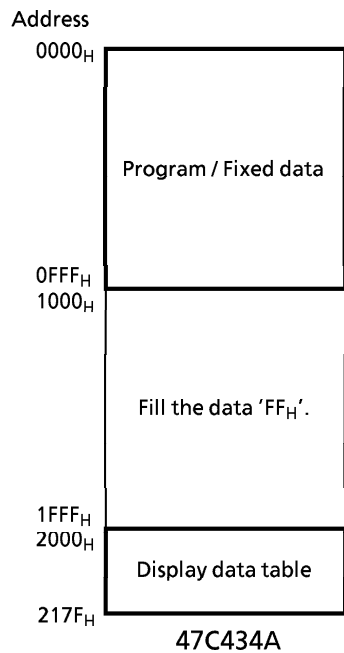 Address
0000H
Program / Fixed data
0FFFH
1000H
Fill the data 'FFH'.
1FFFH
2000H
Display data table
217FH
47C434A